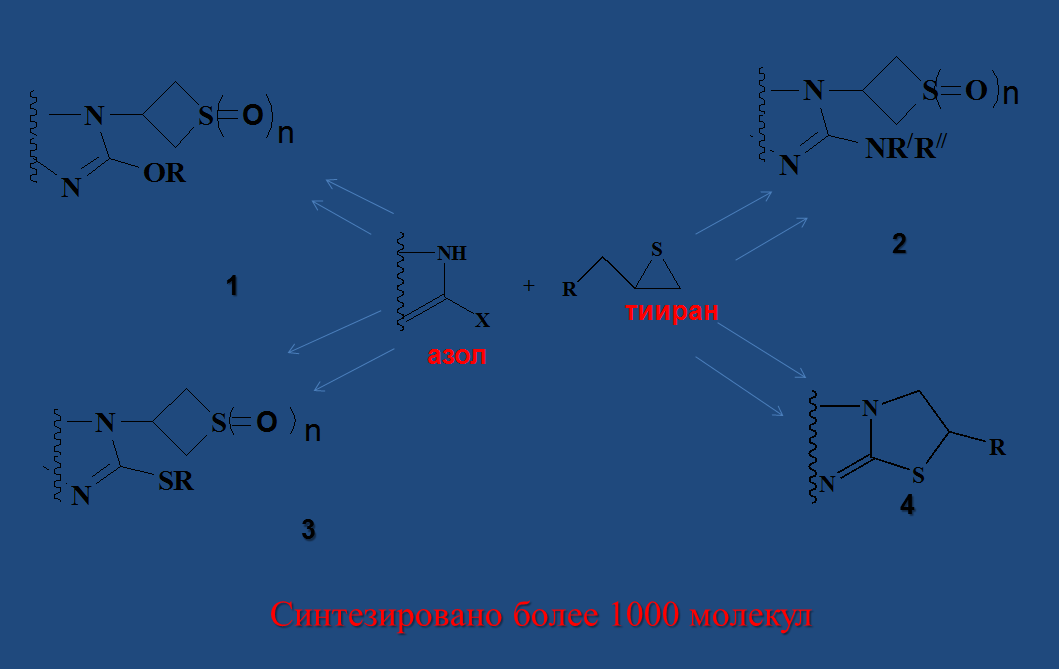 N
S(=O)n
N
OR
1
N
S(=O)n
N
NR/R//
2
NH
X
азол
+
R
S
тииран
N
S(=O)n
N
SR
3
N
N
S
R
4
Синтезировано более 1000 молекул